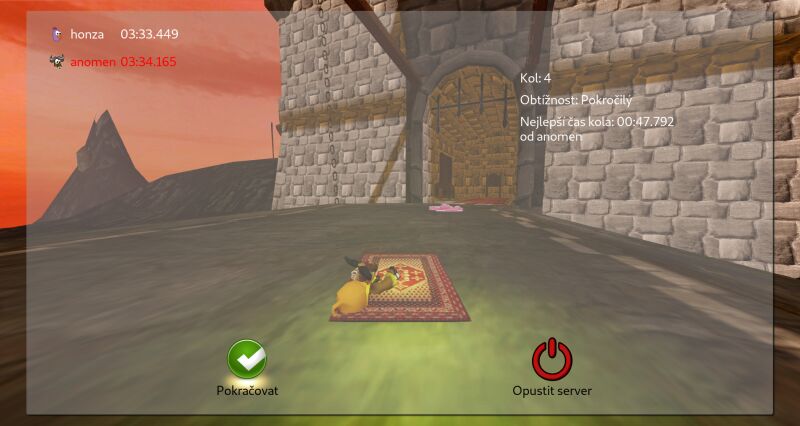 honza 03:33.449
anomen 03:34.165
Kol: 4
Obtížnost: Pokročilý
Nejlepší čas kola: 00:47.792
od anomen
Pokračovat
Opustit server